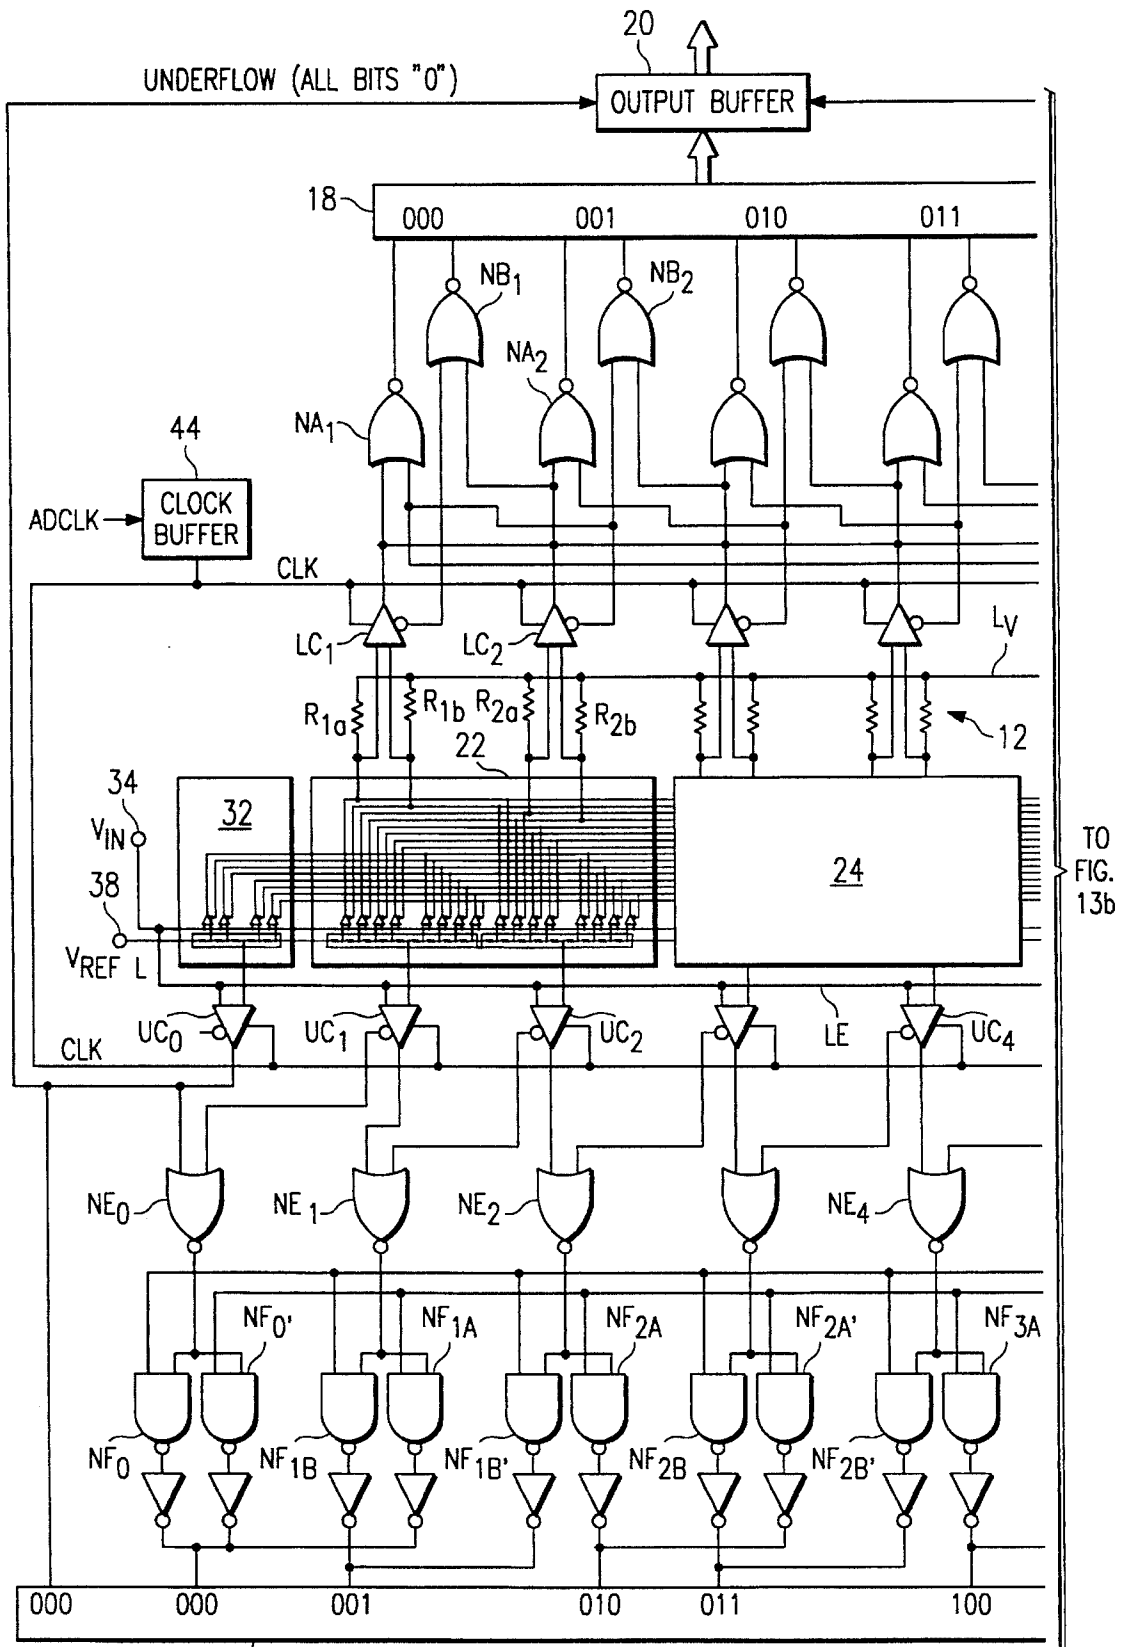 20
UNDERFLOW (ALL BITS "0")
OUTPUT BUFFER
18
000 001 010 011
NB1 NB2
NA2
NA1
44
CLOCK
BUFFER
ADCLK
CLK
LC1 LC2
LV
R1a R1b R2a R2b
12
22
34
VIN
32
24
TO
FIG.
13b
38
VREF L
UC0 UC1 UC2 LE UC4
CLK
NE0 NE1 NE2 NE4
NF0' NF1A NF2A NF2A' NF3A
NF0 NF1B NF1B' NF2B NF2B'
000 000 001 010 011 100